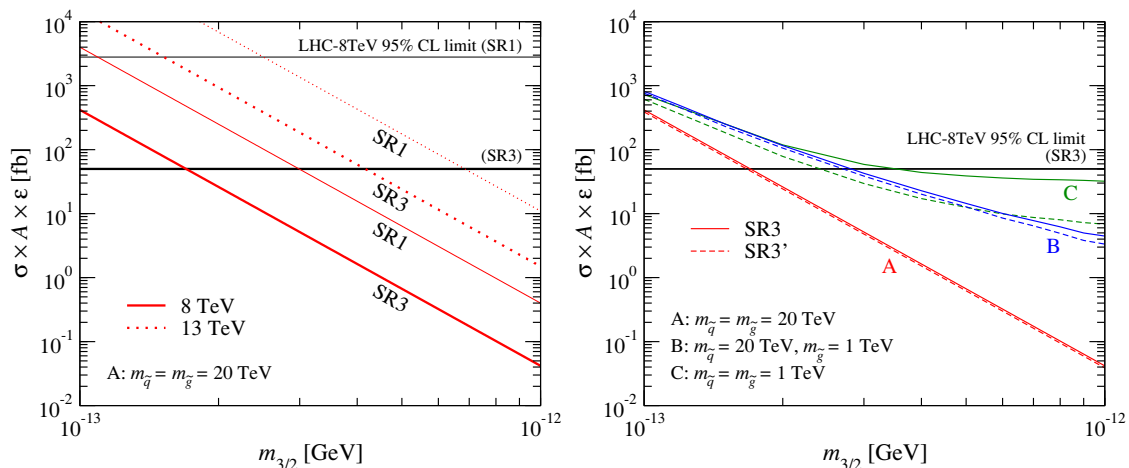 10^4
10^3
10^2
10^1
10^0
10^-1
10^-2
σ × A × ε [fb]
LHC-8TeV 95% CL limit (SR1)
SR1
(SR3)
SR3
SR1
SR3
8 TeV
13 TeV
A: m_q̃ = m_g̃ = 20 TeV
10^-13
10^-12
m_3/2 [GeV]
10^4
10^3
10^2
10^1
10^0
10^-1
10^-2
σ × A × ε [fb]
LHC-8TeV 95% CL limit
(SR3)
C
SR3
SR3'
B
A
A: m_q̃ = m_g̃ = 20 TeV
B: m_q̃ = 20 TeV, m_g̃ = 1 TeV
C: m_q̃ = m_g̃ = 1 TeV
10^-13
10^-12
m_3/2 [GeV]